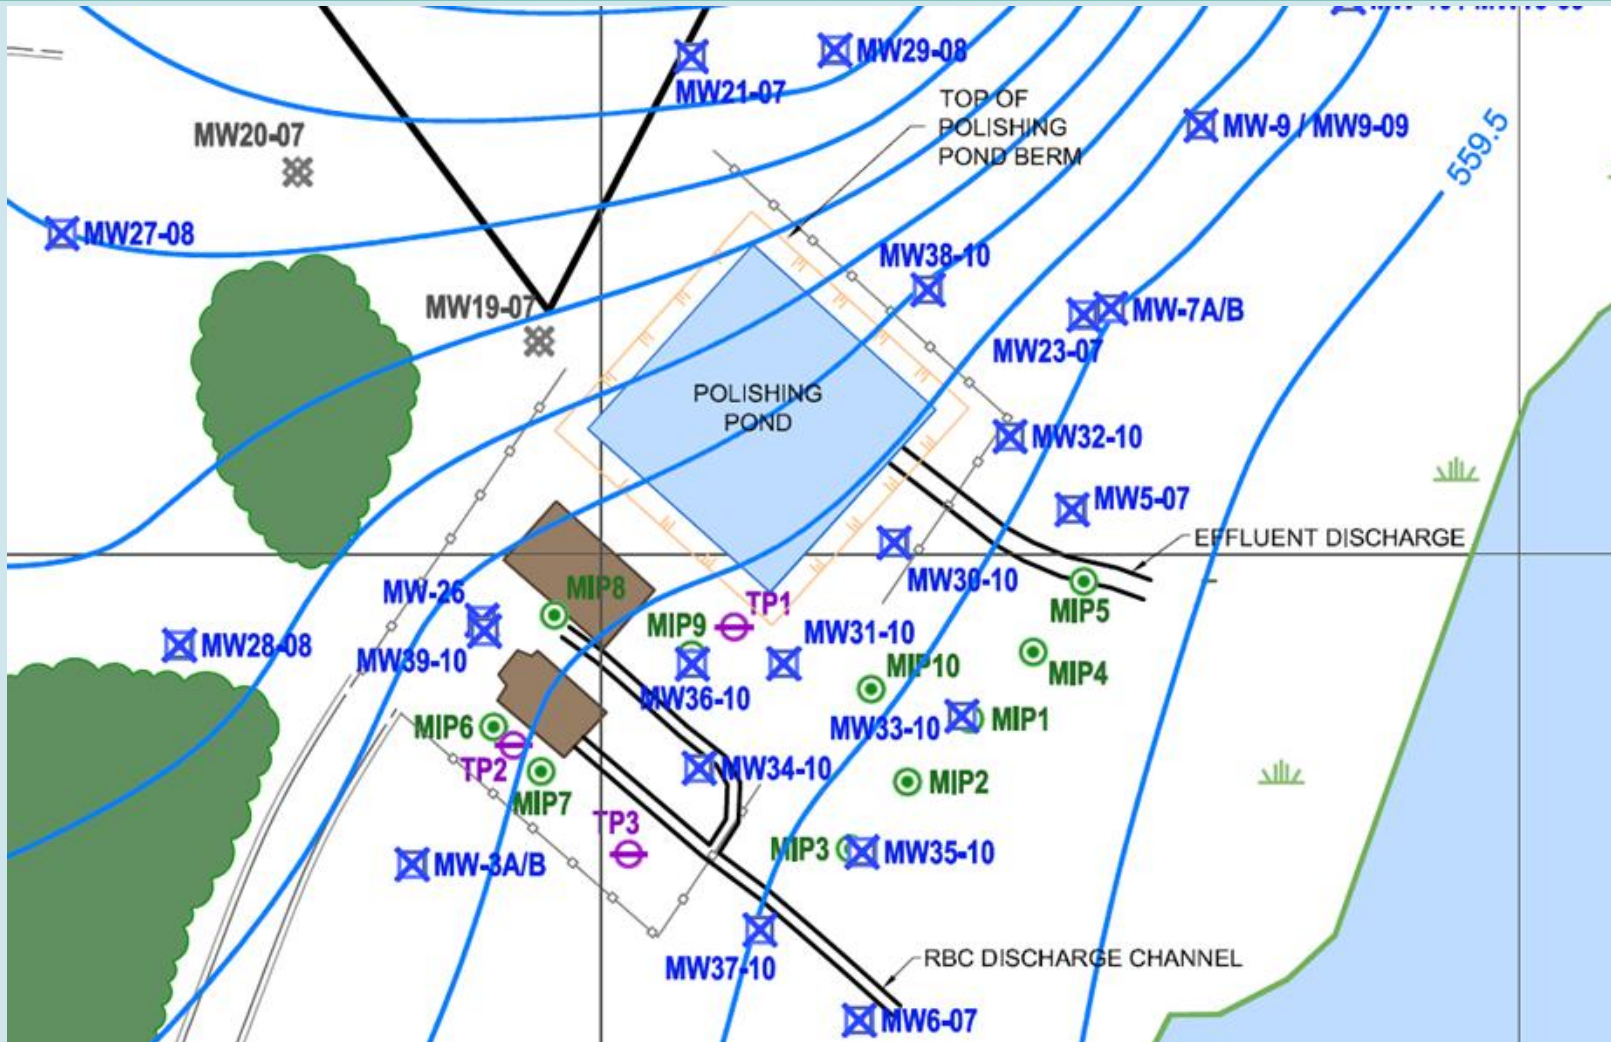 MW29-08
MW21-07
TOP OF
POLISHING
POND BERM
MW-9 / MW9-09
MW20-07
559.5
MW27-08
MW38-10
MW19-07
MW-7A/B
MW23-07
POLISHING
POND
MW32-10
MW5-07
EFFLUENT DISCHARGE
MW30-10
MIP8
MW-26
MIP5
TP1
MIP9
MW31-10
MW28-08
MW39-10
MIP10
MIP4
MW36-10
MIP6
MW33-10
MIP1
TP2
MW34-10
MIP2
MIP7
TP3
MIP3
MW35-10
MW-3A/B
RBC DISCHARGE CHANNEL
MW37-10
MW6-07